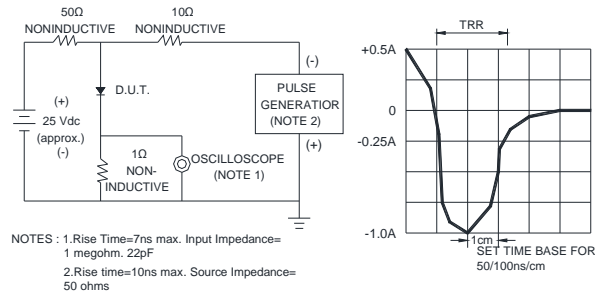 50Ω
NONINDUCTIVE
10Ω
NONINDUCTIVE
(+)
25 Vdc
(approx.)
(-)
D.U.T.
1Ω
NON-
INDUCTIVE
OSCILLOSCOPE
(NOTE 1)
(-)
PULSE
GENERATIOR
(NOTE 2)
(+)
NOTES : 1.Rise Time=7ns max. Input Impedance=
1 megohm. 22pF
2.Rise time=10ns max. Source Impedance=
50 ohms
TRR
+0.5A
0
-0.25A
-1.0A
1cm
SET TIME BASE FOR
50/100ns/cm